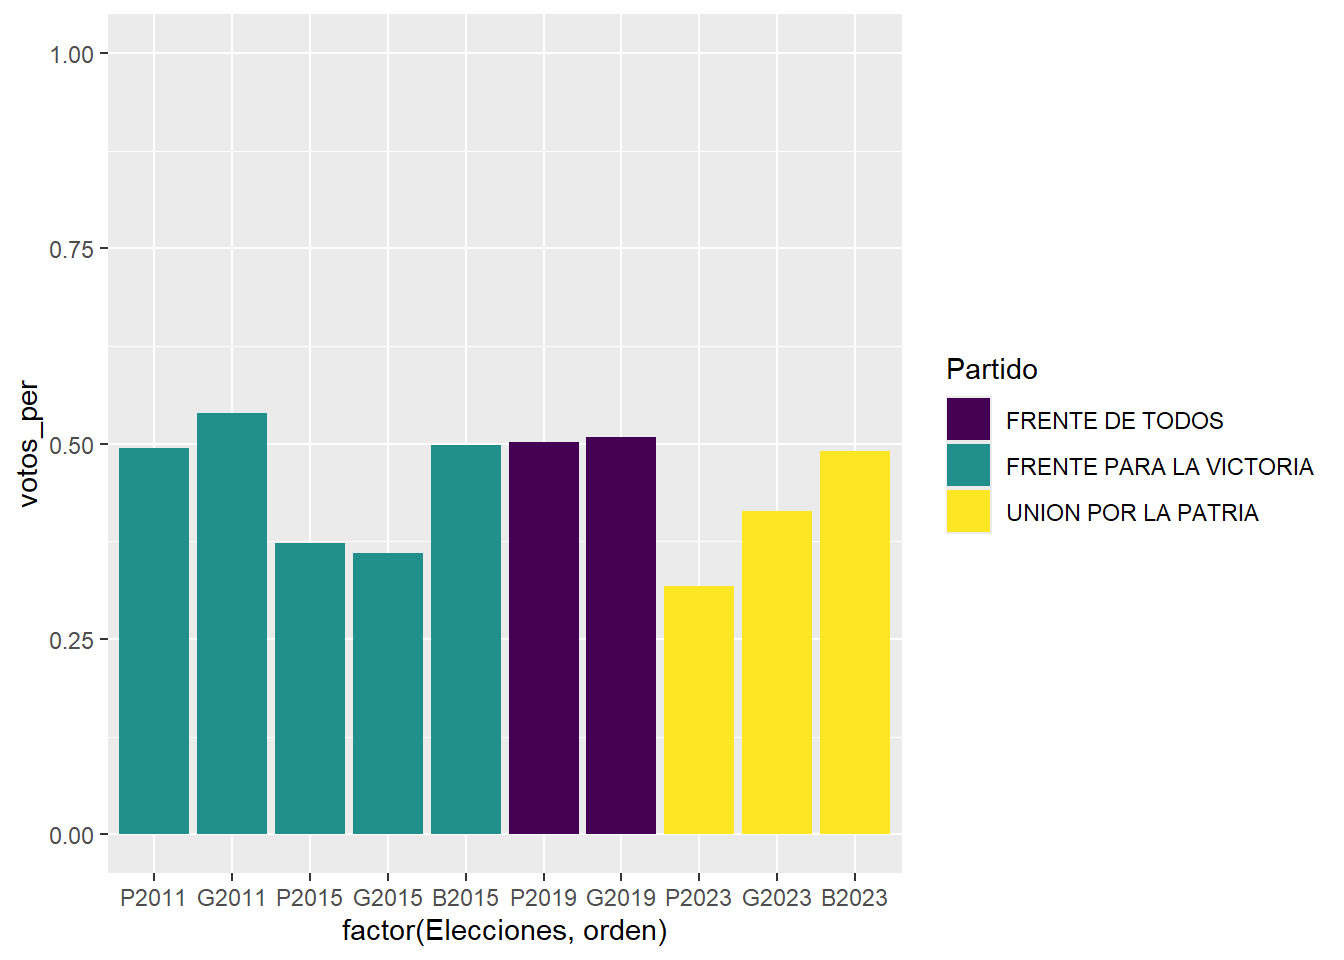 1.00
0.75
0.50
0.25
0.00
votos_per
P2011 G2011 P2015 G2015 B2015 P2019 G2019 P2023 G2023 B2023
factor(Elecciones, orden)
Partido
FRENTE DE TODOS
FRENTE PARA LA VICTORIA
UNION POR LA PATRIA